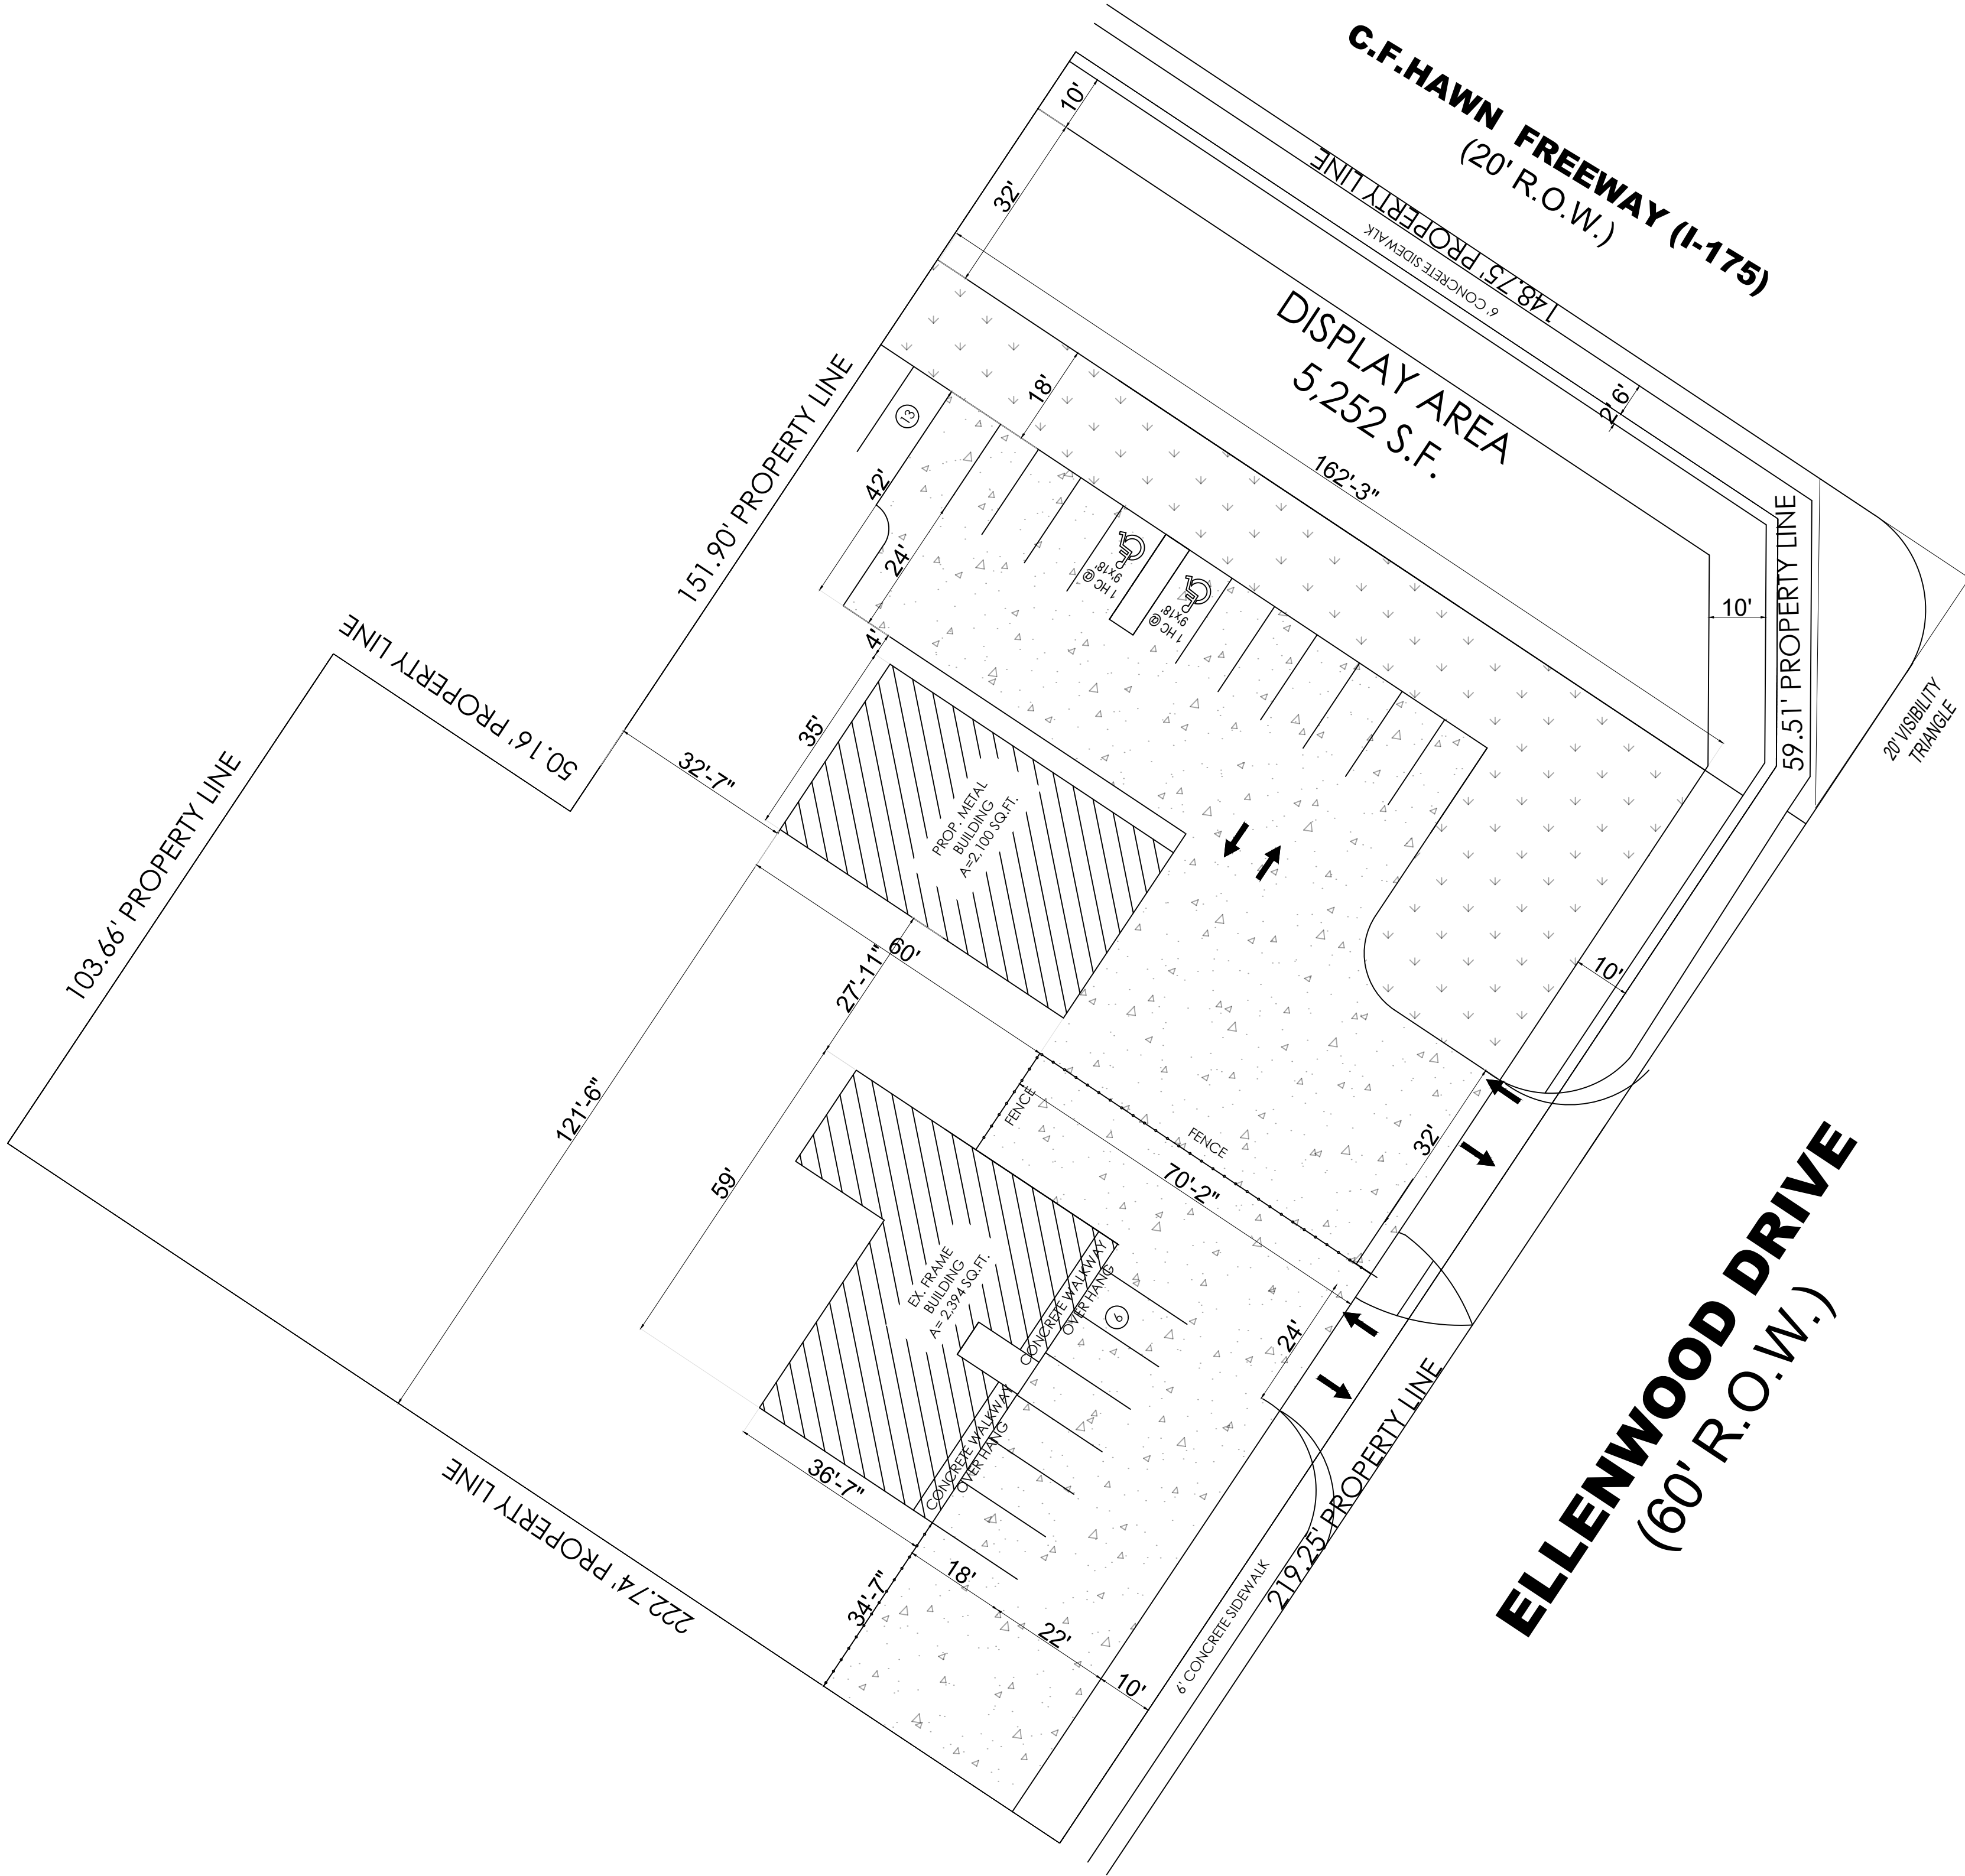 C.F.HAWN FREEWAY (I-175)
(20' R.O.W.)
148.75' PROPERTY LINE
6' CONCRETE SIDEWALK
10'
32'
DISPLAY AREA
5,252 S.F.
162'-3"
2'6'
18'
13
42'
24'
4'
151.90' PROPERTY LINE
50.16' PROPERTY LINE
103.66' PROPERTY LINE
1 HC @
9x18'
1 HC @
9x18'
59.51' PROPERTY LINE
10'
20' VISIBILITY
TRIANGLE
35'
32'-7"
PROP. METAL
BUILDING
A=2,100 SQ.FT.
60'
27'-11"
121'-6"
59'
10'
FENCE
FENCE
70'-2"
32'
EX. FRAME
BUILDING
A= 2,394 SQ.FT.
CONCRETE WALKWAY
OVER HANG
6
CONCRETE WALKWAY
OVER HANG
24'
36'-7"
18'
34'-7"
22'
10'
222.74' PROPERTY LINE
6' CONCRETE SIDEWALK
219.25' PROPERTY LINE
ELLENWOOD DRIVE
(60' R.O.W.)